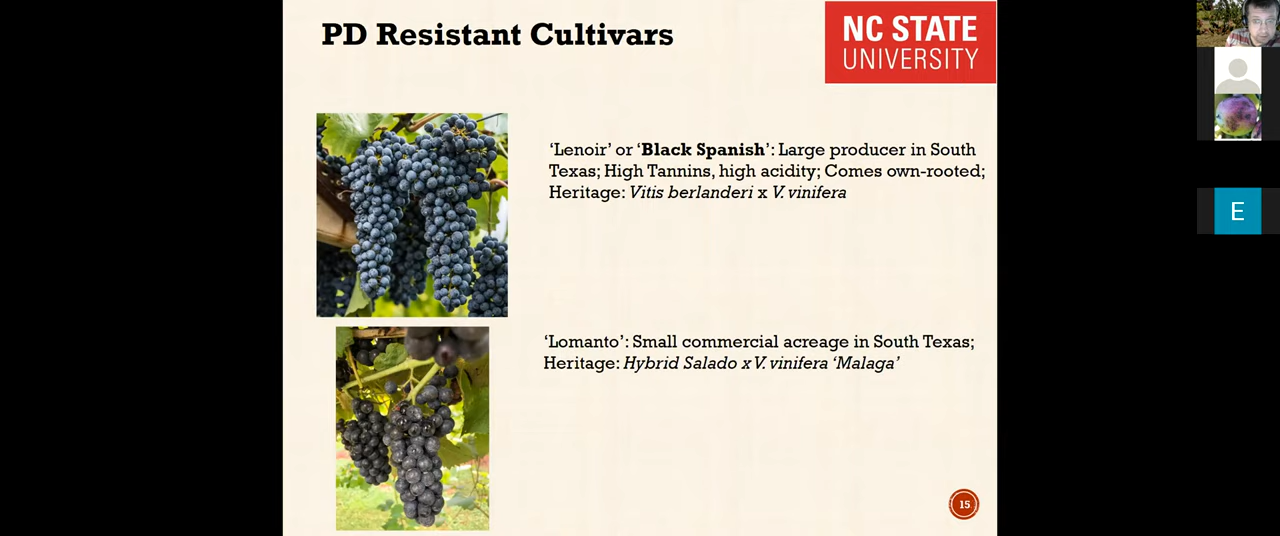 PD Resistant Cultivars
NC STATE
UNIVERSITY
‘Lenoir’ or ‘Black Spanish’: Large producer in South
Texas; High Tannins, high acidity; Comes own-rooted;
Heritage: Vitis berlanderi x V. vinifera
‘Lomanto’: Small commercial acreage in South Texas;
Heritage: Hybrid Salado x V. vinifera ‘Malaga’
15
E